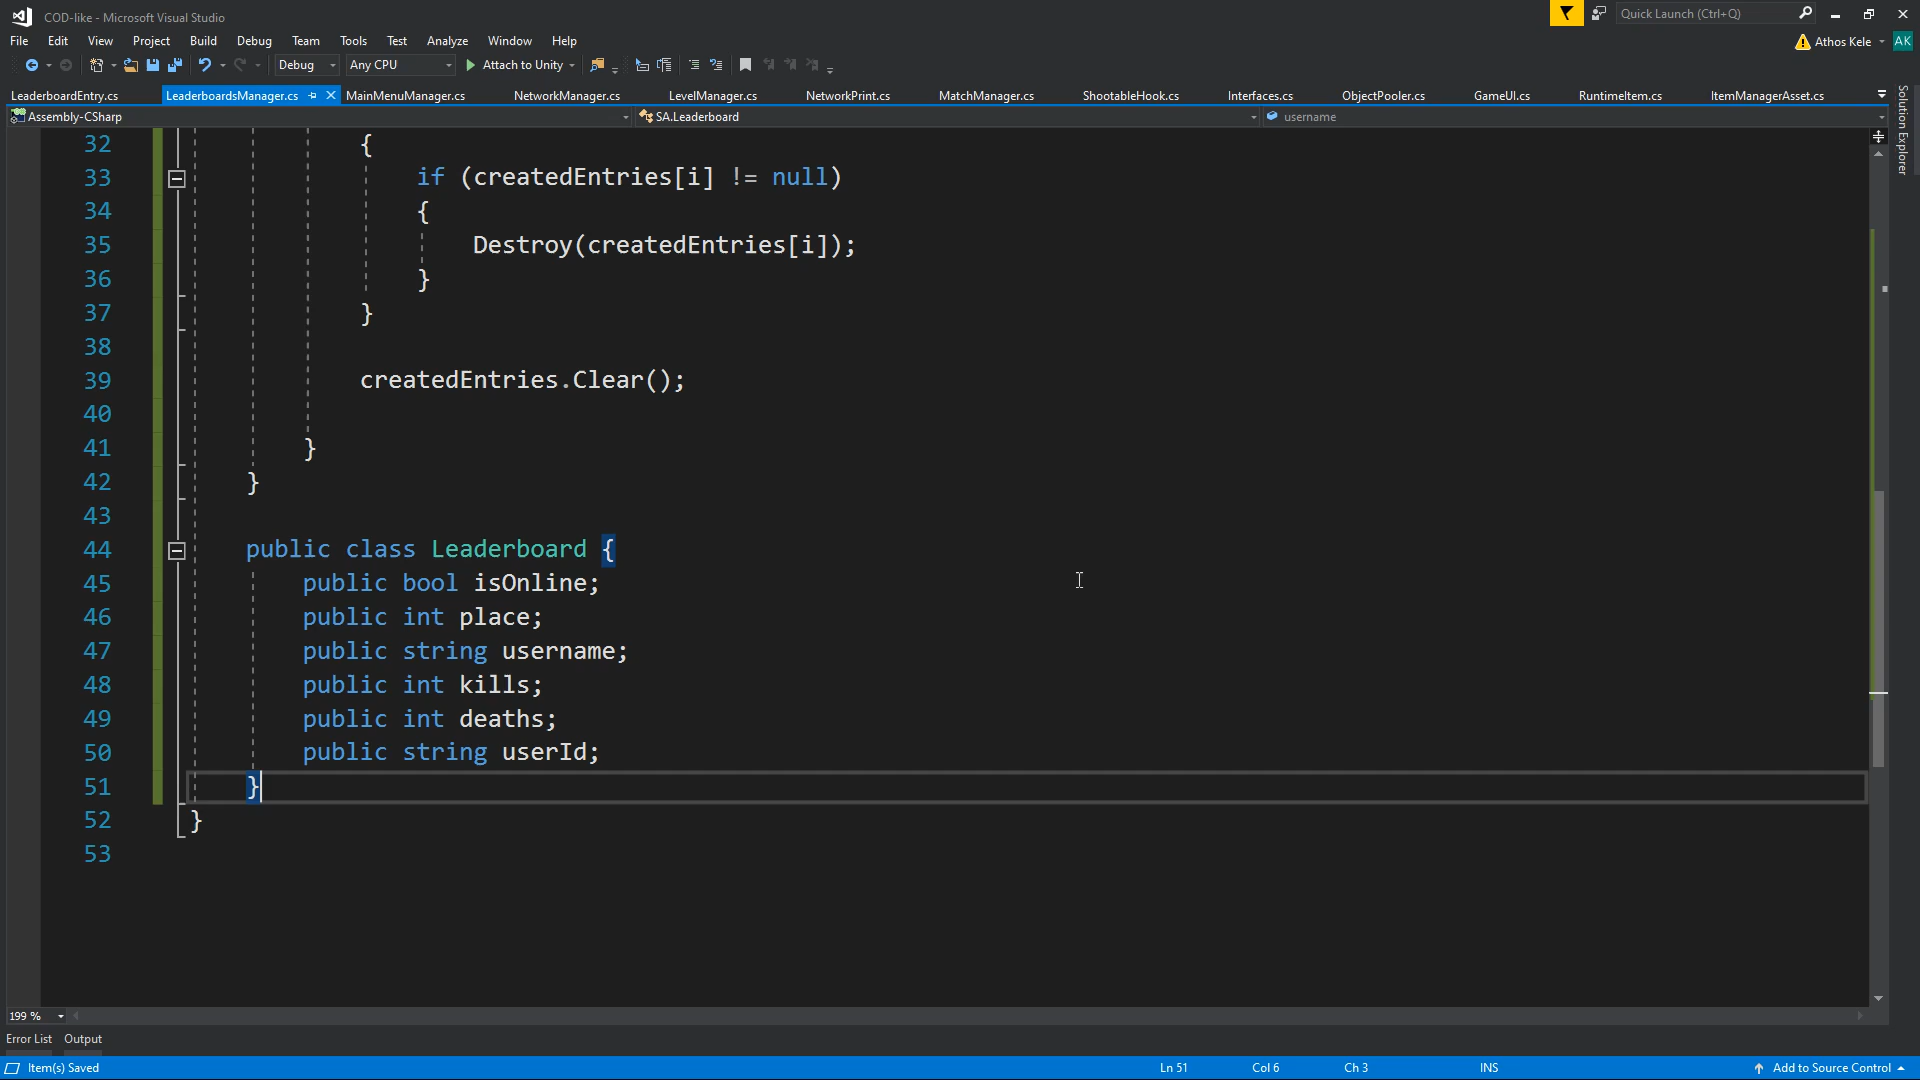 COD-like - Microsoft Visual Studio
Quick Launch (Ctrl+Q)
File Edit View Project Build Debug Team Tools Test Analyze Window Help
Athos Kele AK
Debug Any CPU Attach to Unity
LeaderboardEntry.cs LeaderboardsManager.cs MainMenuManager.cs NetworkManager.cs LevelManager.cs NetworkPrint.cs MatchManager.cs ShootableHook.cs Interfaces.cs ObjectPooler.cs GameUI.cs RuntimeItem.cs ItemManagerAsset.cs
Solution Explorer
Assembly-CSharp SA.Leaderboard username
32 {
33 if (createdEntries[i] != null)
34 {
35 Destroy(createdEntries[i]);
36 }
37 }
38
39 createdEntries.Clear();
40
41 }
42 }
43
44 public class Leaderboard {
45 public bool isOnline;
46 public int place;
47 public string username;
48 public int kills;
49 public int deaths;
50 public string userId;
51 }
52 }
53
199 %
Error List Output
Item(s) Saved Ln 51 Col 6 Ch 3 INS Add to Source Control